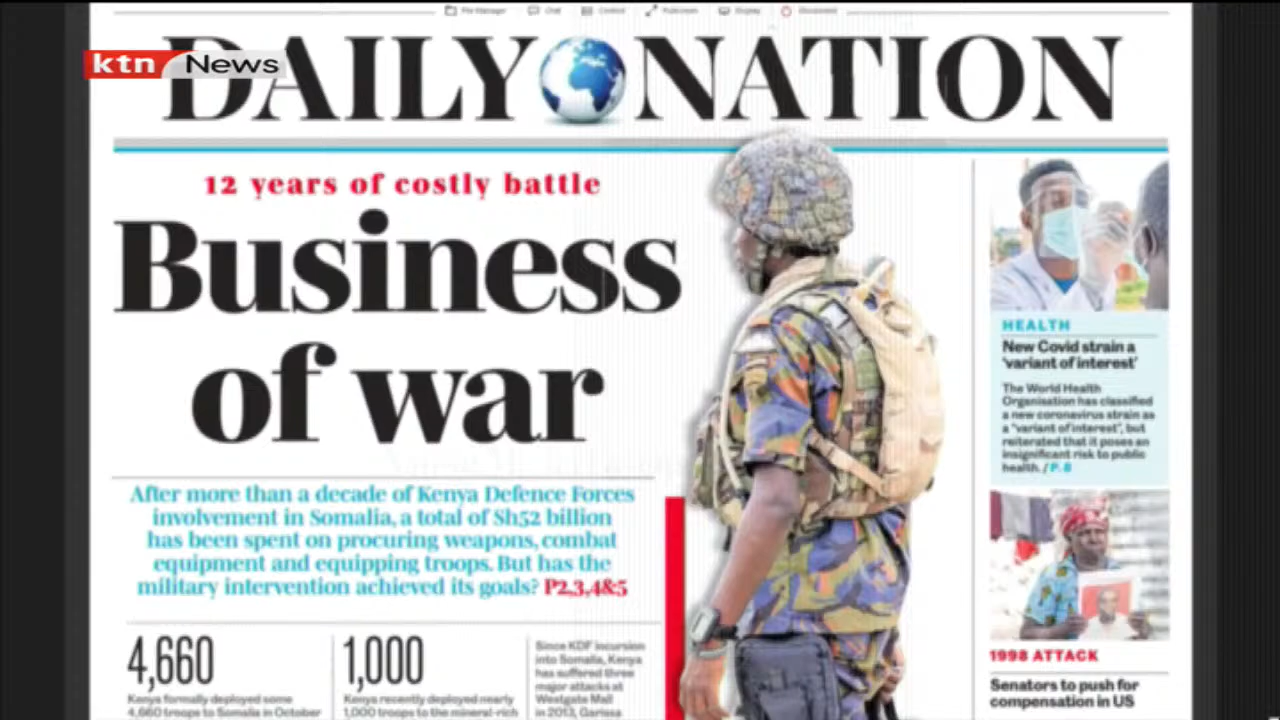 File Manager Chat Control Fullscreen Display Disconnect
ktn News
DAILY NATION
12 years of costly battle
Business
of war
After more than a decade of Kenya Defence Forces
involvement in Somalia, a total of Sh52 billion
has been spent on procuring weapons, combat
equipment and equipping troops. But has the
military intervention achieved its goals? P2,3,4&5
4,660
Kenya formally deployed some
4,660 troops to Somalia in October
1,000
Kenya recently deployed nearly
1,000 troops to the mineral-rich
Since KDF incursion
into Somalia, Kenya
has suffered three
major attacks at
Westgate Mall
in 2013, Garissa
HEALTH
New Covid strain a
‘variant of interest’
The World Health
Organisation has classified
a new coronavirus strain as
a “variant of interest”, but
reiterated that it poses an
insignificant risk to public
health. / P. 8
1998 ATTACK
Senators to push for
compensation in US